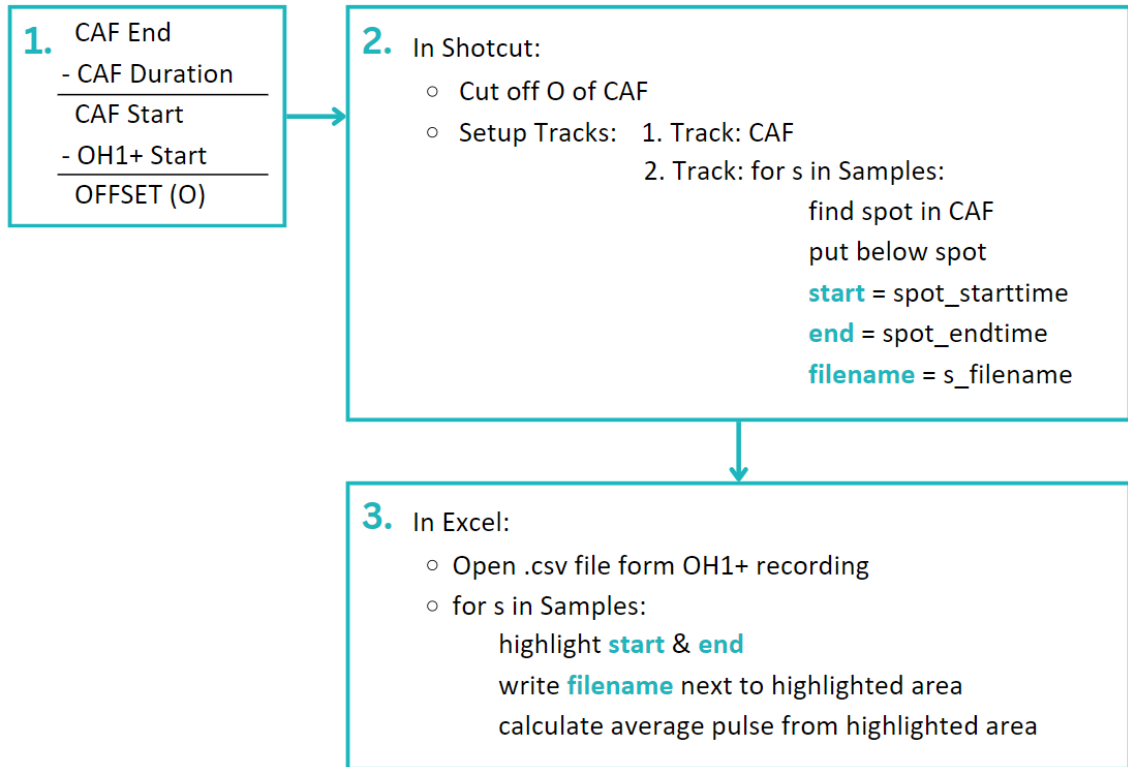 1. CAF End
- CAF Duration
CAF Start
- OH1+ Start
OFFSET (O)
2. In Shotcut:
○ Cut off O of CAF
○ Setup Tracks: 1. Track: CAF
2. Track: for s in Samples:
find spot in CAF
put below spot
start = spot_starttime
end = spot_endtime
filename = s_filename
3. In Excel:
○ Open .csv file form OH1+ recording
○ for s in Samples:
highlight start & end
write filename next to highlighted area
calculate average pulse from highlighted area